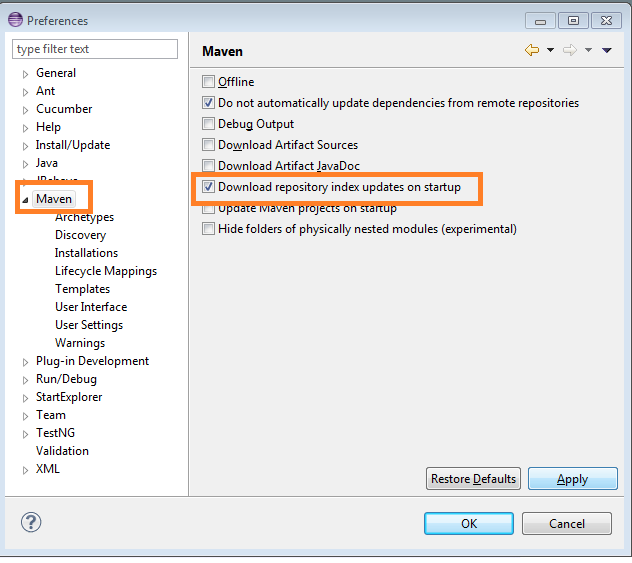 Preferences
type filter text
General
Ant
Cucumber
Help
Install/Update
Java
JBehave
Maven
Archetypes
Discovery
Installations
Lifecycle Mappings
Templates
User Interface
User Settings
Warnings
Plug-in Development
Run/Debug
StartExplorer
Team
TestNG
Validation
XML
Maven
Offline
Do not automatically update dependencies from remote repositories
Debug Output
Download Artifact Sources
Download Artifact JavaDoc
Download repository index updates on startup
Update Maven projects on startup
Hide folders of physically nested modules (experimental)
Restore Defaults
Apply
?
OK
Cancel